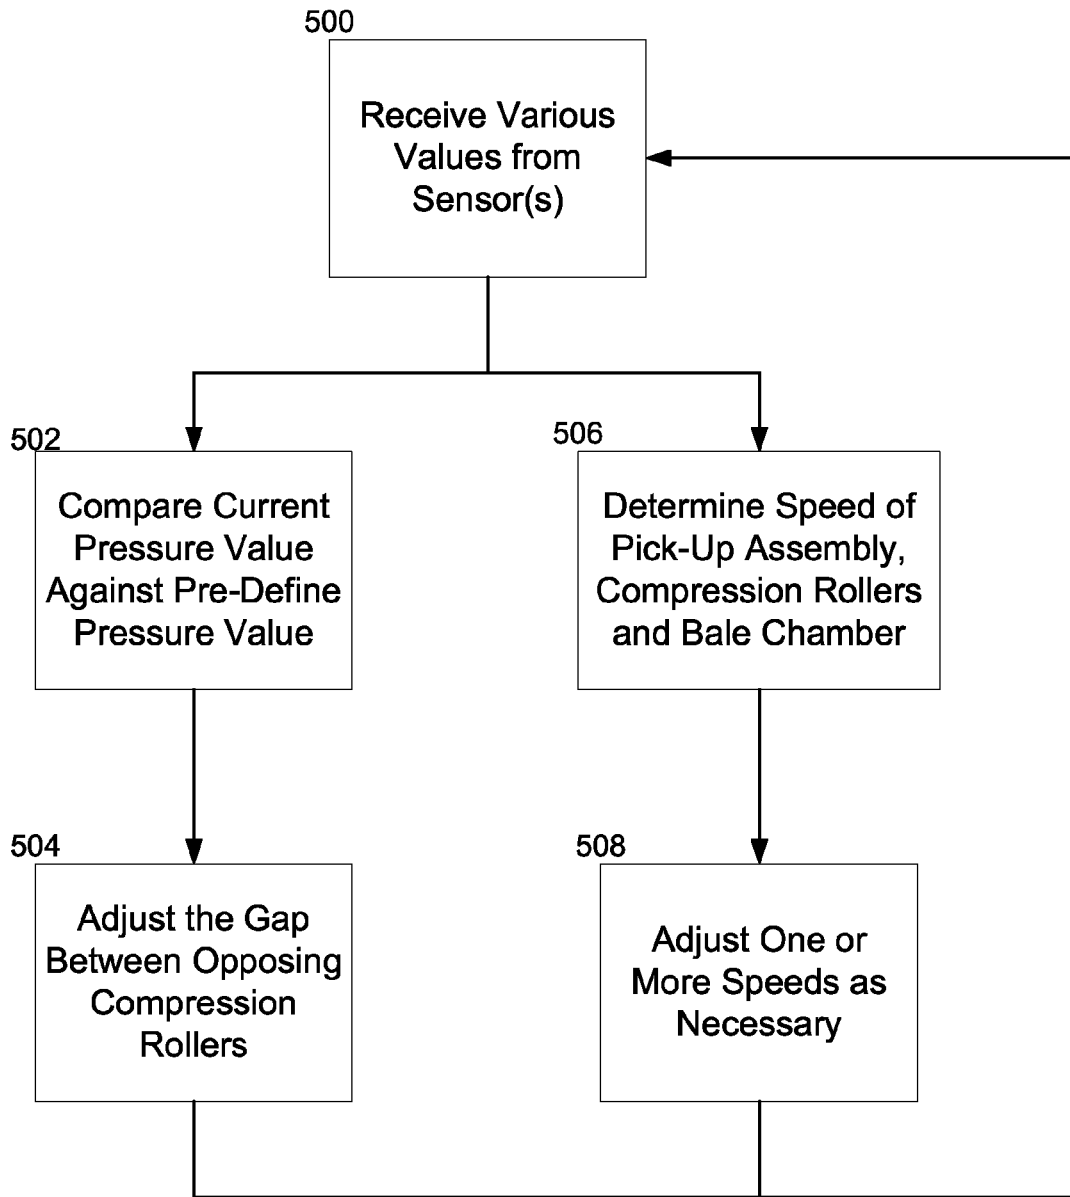 500
Receive Various
Values from
Sensor(s)
502
Compare Current
Pressure Value
Against Pre-Define
Pressure Value
506
Determine Speed of
Pick-Up Assembly,
Compression Rollers
and Bale Chamber
504
Adjust the Gap
Between Opposing
Compression
Rollers
508
Adjust One or
More Speeds as
Necessary